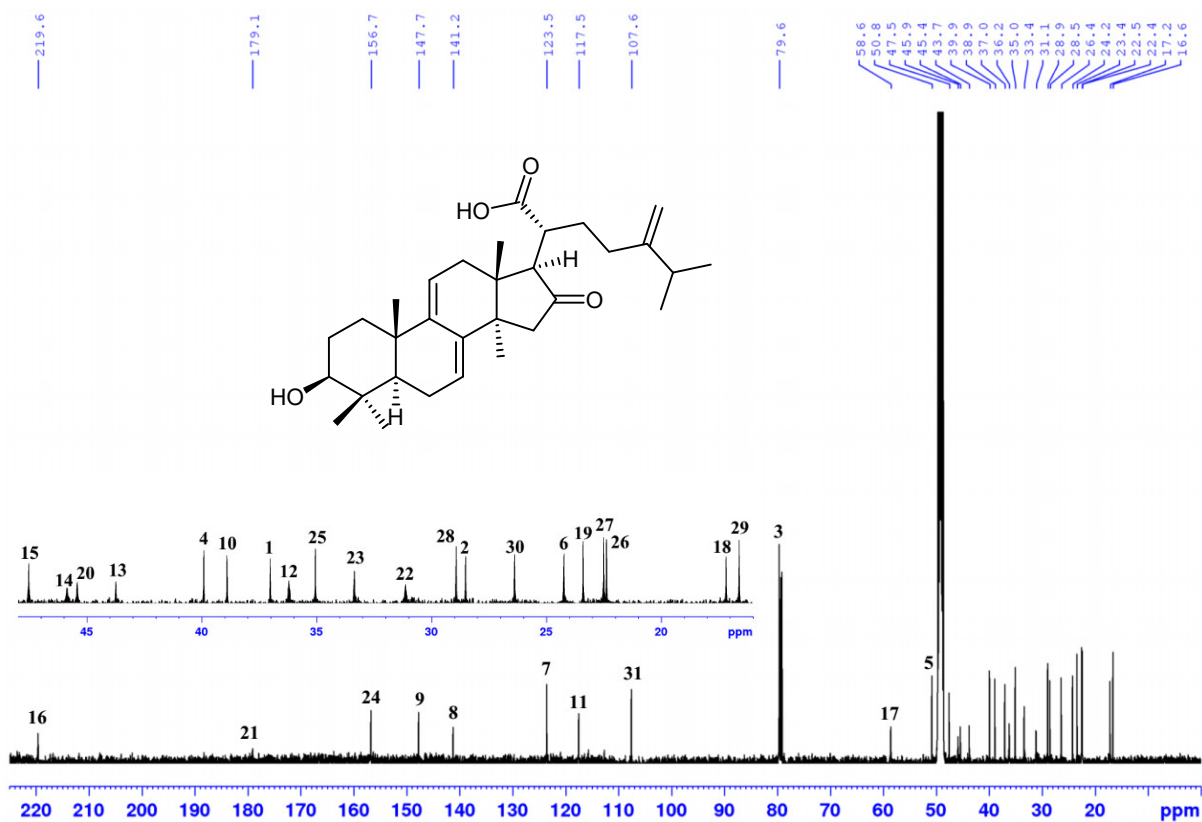 219.6 179.1 156.7 147.7 141.2 123.5 117.5 107.6 79.6 58.6 50.8 47.5 45.9 45.4 43.7 39.9 38.9 37.0 36.2 35.0 33.4 31.1 28.9 28.5 26.4 24.2 23.4 22.5 22.4 17.2 16.6
O
HO
H
O
HO
H
15 14 20 13 4 10 1 12 25 23 22 28 2 30 6 19 27 26 18 29
45 40 35 30 25 20 ppm
16 21 24 9 8 7 11 31 3 17 5
220 210 200 190 180 170 160 150 140 130 120 110 100 90 80 70 60 50 40 30 20 ppm